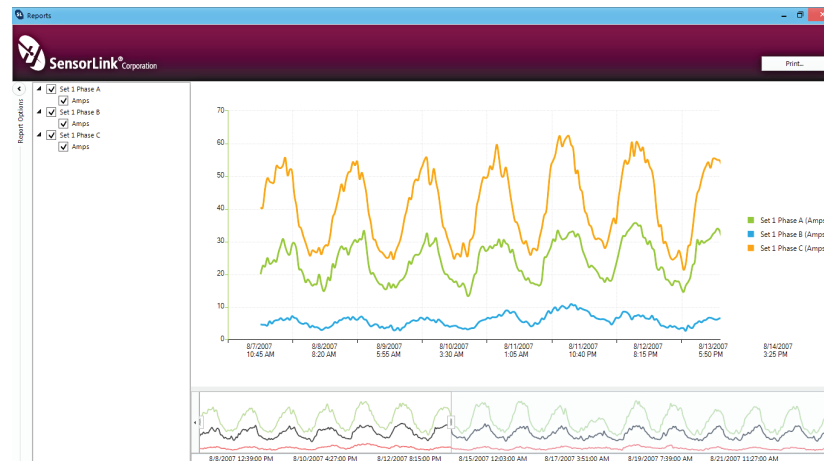 Reports
SensorLink® Corporation
Print...
Report Options
Set 1 Phase A
Amps
Set 1 Phase B
Amps
Set 1 Phase C
Amps
70
60
50
40
30
20
10
0
Set 1 Phase A (Amps
Set 1 Phase B (Amps
Set 1 Phase C (Amps
8/7/2007 8/8/2007 8/9/2007 8/10/2007 8/11/2007 8/11/2007 8/12/2007 8/13/2007 8/14/2007
10:45 AM 8:20 AM 5:55 AM 3:30 AM 1:05 AM 10:40 PM 8:15 PM 5:50 PM 3:25 PM
8/8/2007 12:39:00 PM 8/10/2007 4:27:00 PM 8/12/2007 8:15:00 PM 8/15/2007 12:03:00 AM 8/17/2007 3:51:00 AM 8/19/2007 7:39:00 AM 8/21/2007 11:27:00 AM